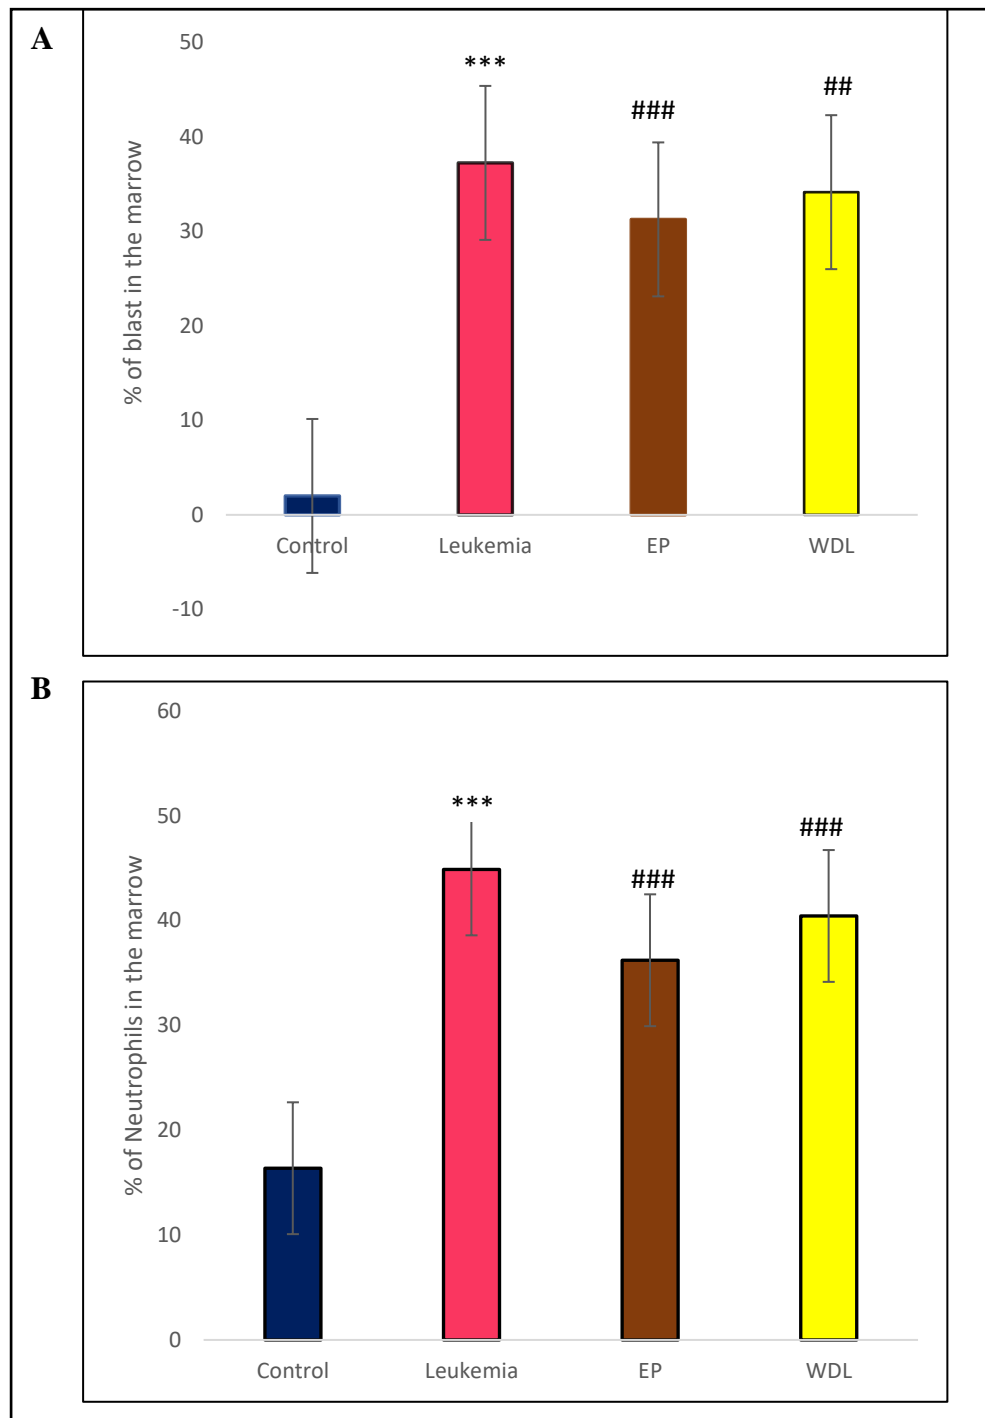 A
50
40
30
20
10
0
-10
% of blast in the marrow
***
###
##
Control
Leukemia
EP
WDL
B
60
50
40
30
20
10
0
% of Neutrophils in the marrow
***
###
###
Control
Leukemia
EP
WDL